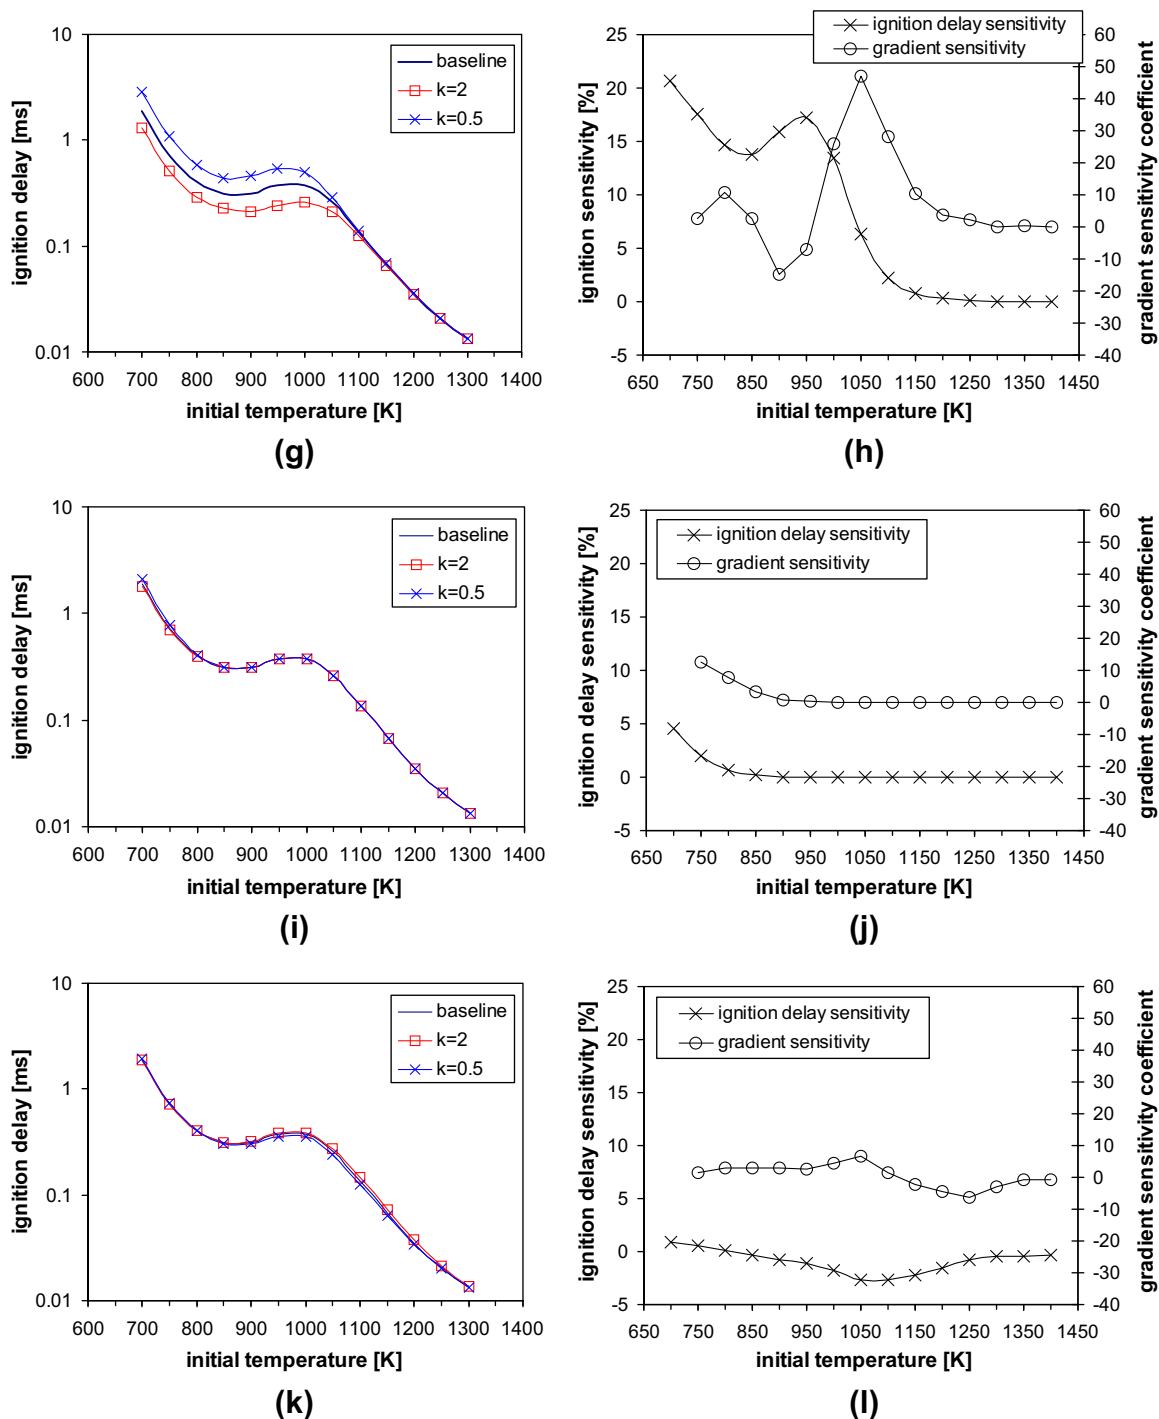 10
1
0.1
0.01
ignition delay [ms]
baseline
k=2
k=0.5
600 700 800 900 1000 1100 1200 1300 1400
initial temperature [K]
(g)
ignition delay sensitivity
gradient sensitivity
25
20
15
10
5
0
-5
ignition sensitivity [%]
60
50
40
30
20
10
0
-10
-20
-30
-40
gradient sensitivity coefficient
650 750 850 950 1050 1150 1250 1350 1450
initial temperature [K]
(h)
10
1
0.1
0.01
ignition delay [ms]
baseline
k=2
k=0.5
600 700 800 900 1000 1100 1200 1300 1400
initial temperature [K]
(i)
ignition delay sensitivity
gradient sensitivity
25
20
15
10
5
0
-5
ignition delay sensitivity [%]
60
50
40
30
20
10
0
-10
-20
-30
-40
gradient sensitivity coefficient
650 750 850 950 1050 1150 1250 1350 1450
initial temperature [K]
(j)
10
1
0.1
0.01
ignition delay [ms]
baseline
k=2
k=0.5
600 700 800 900 1000 1100 1200 1300 1400
initial temperature [K]
(k)
ignition delay sensitivity
gradient sensitivity
25
20
15
10
5
0
-5
ignition delay sensitivity [%]
60
50
40
30
20
10
0
-10
-20
-30
-40
gradient sensitivity coefficient
650 750 850 950 1050 1150 1250 1350 1450
initial temperature [K]
(l)